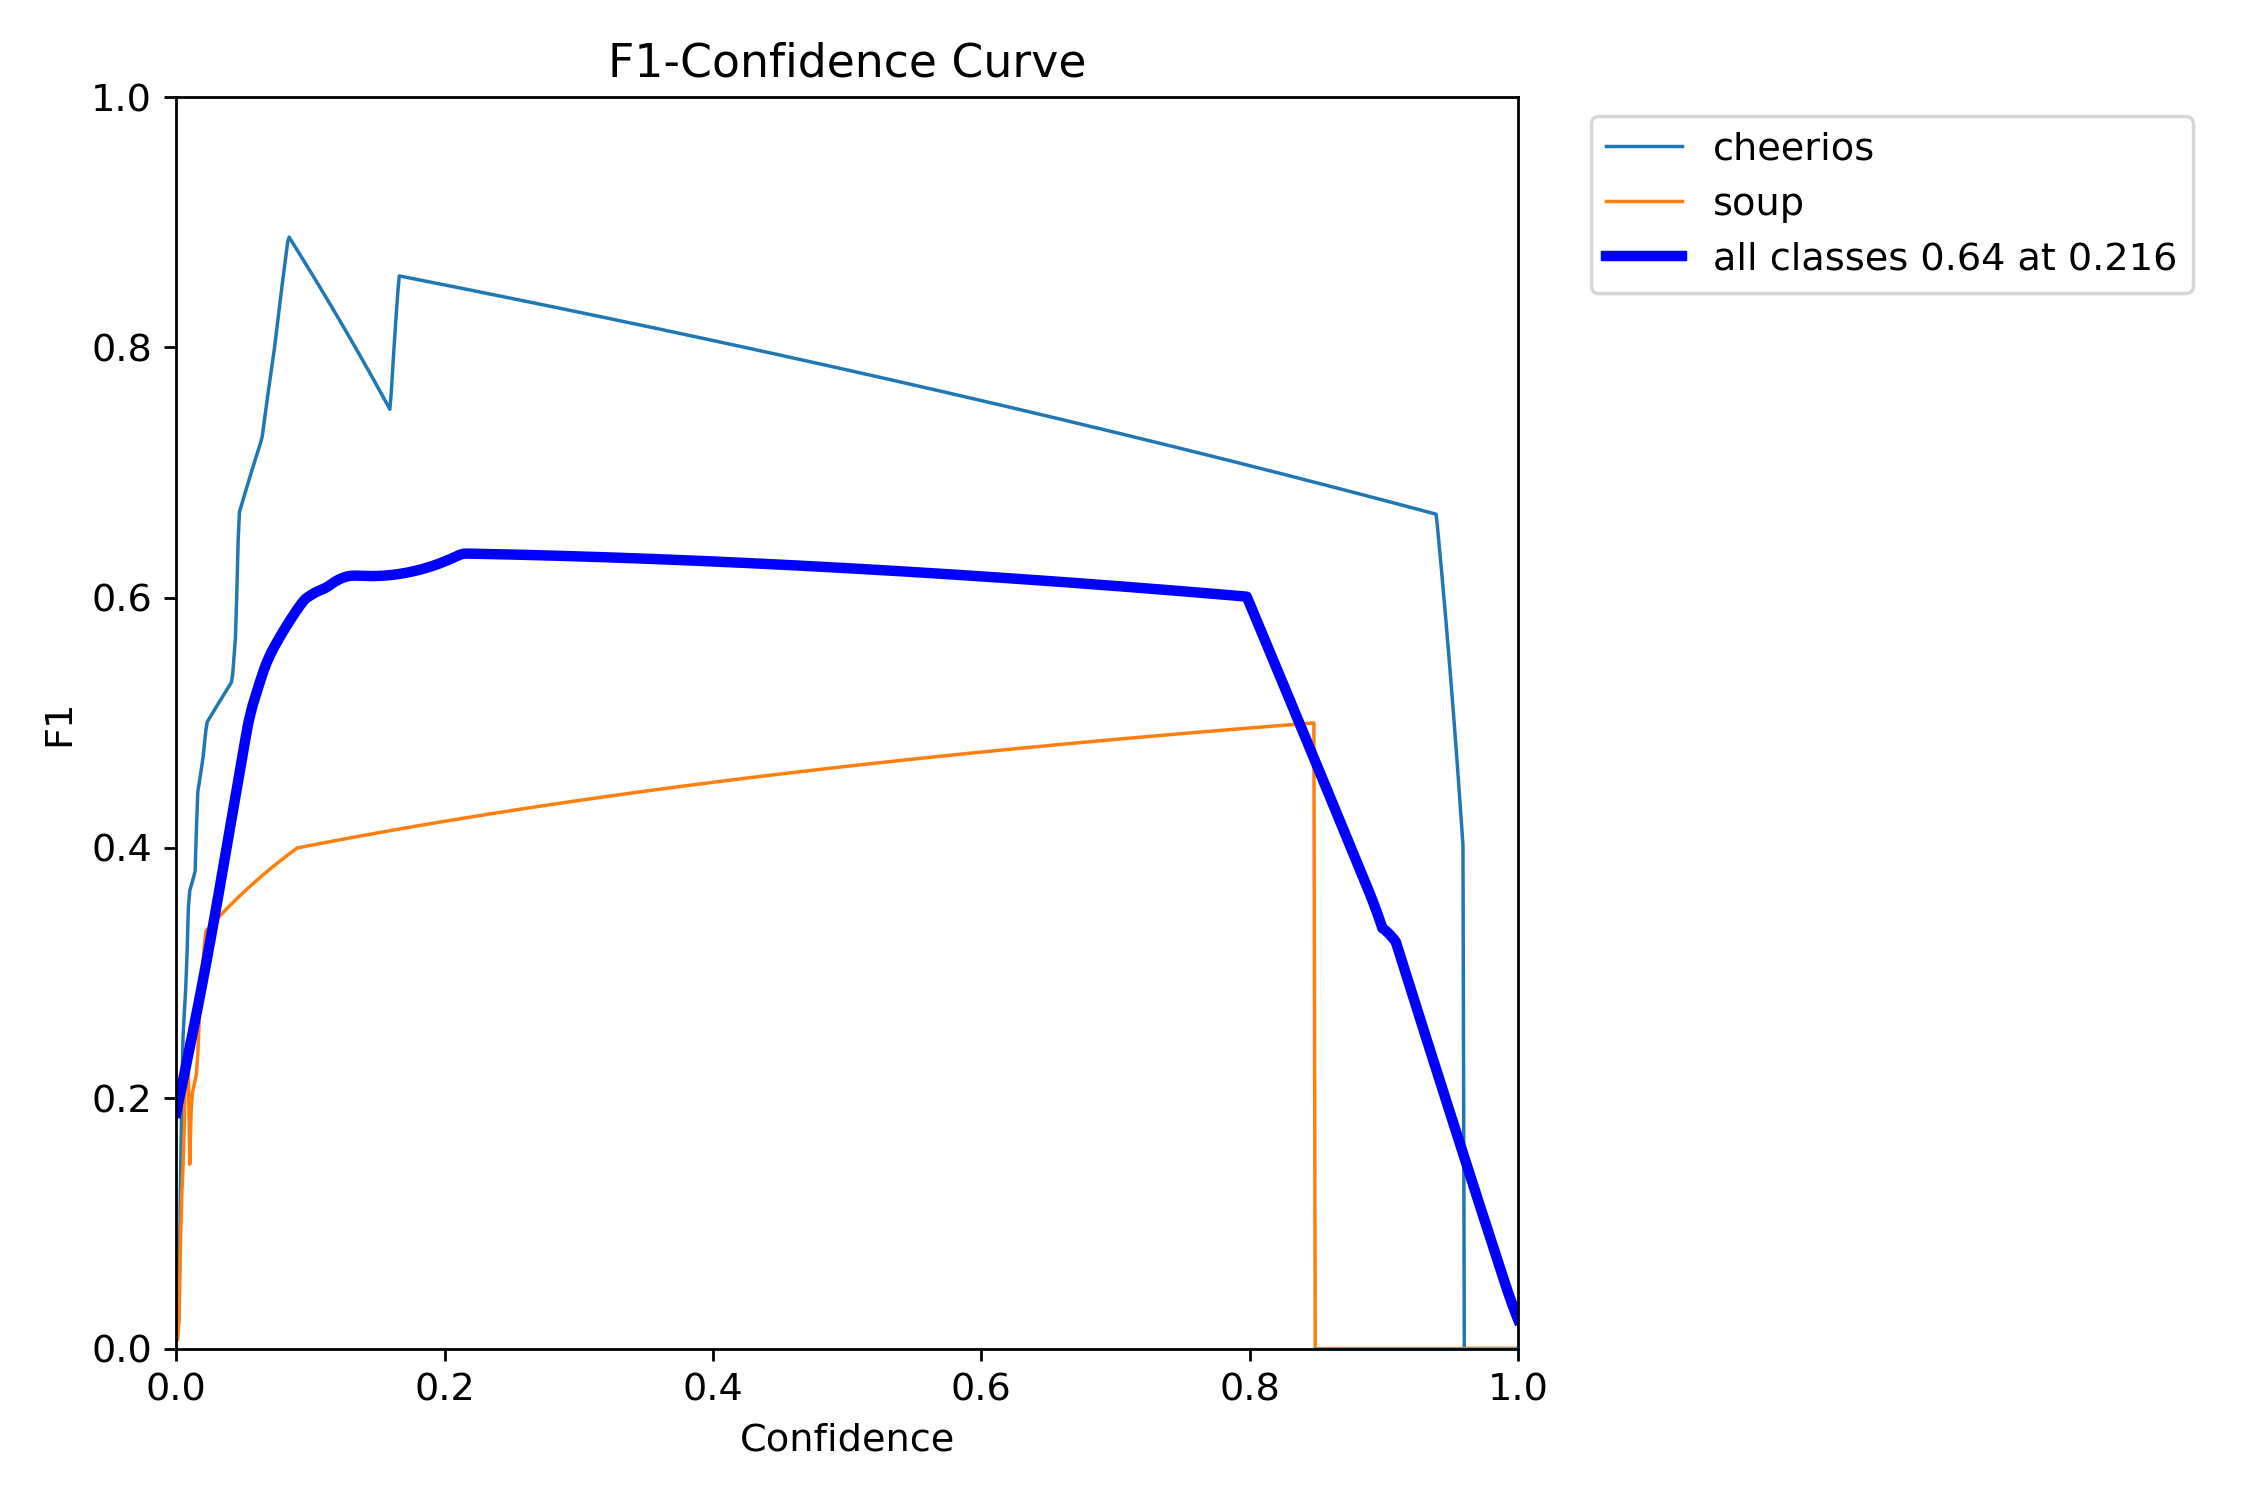 F1-Confidence Curve
1.0
0.8
0.6
0.4
0.2
0.0
F1
0.0 0.2 0.4 0.6 0.8 1.0
Confidence
cheerios
soup
all classes 0.64 at 0.216